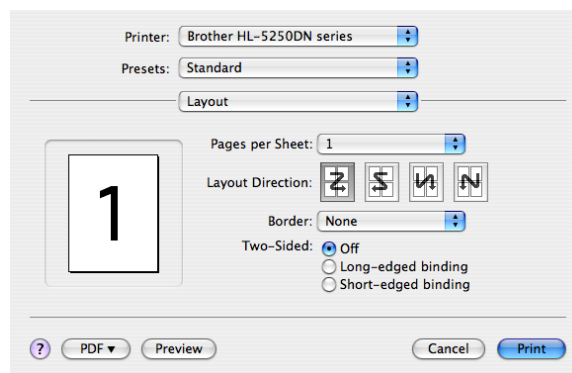 Printer: Brother HL-5250DN series
Presets: Standard
Layout
Pages per Sheet: 1
Layout Direction:
1
Border: None
Two-Sided: Off
Long-edged binding
Short-edged binding
? PDF ▼ Preview Cancel Print